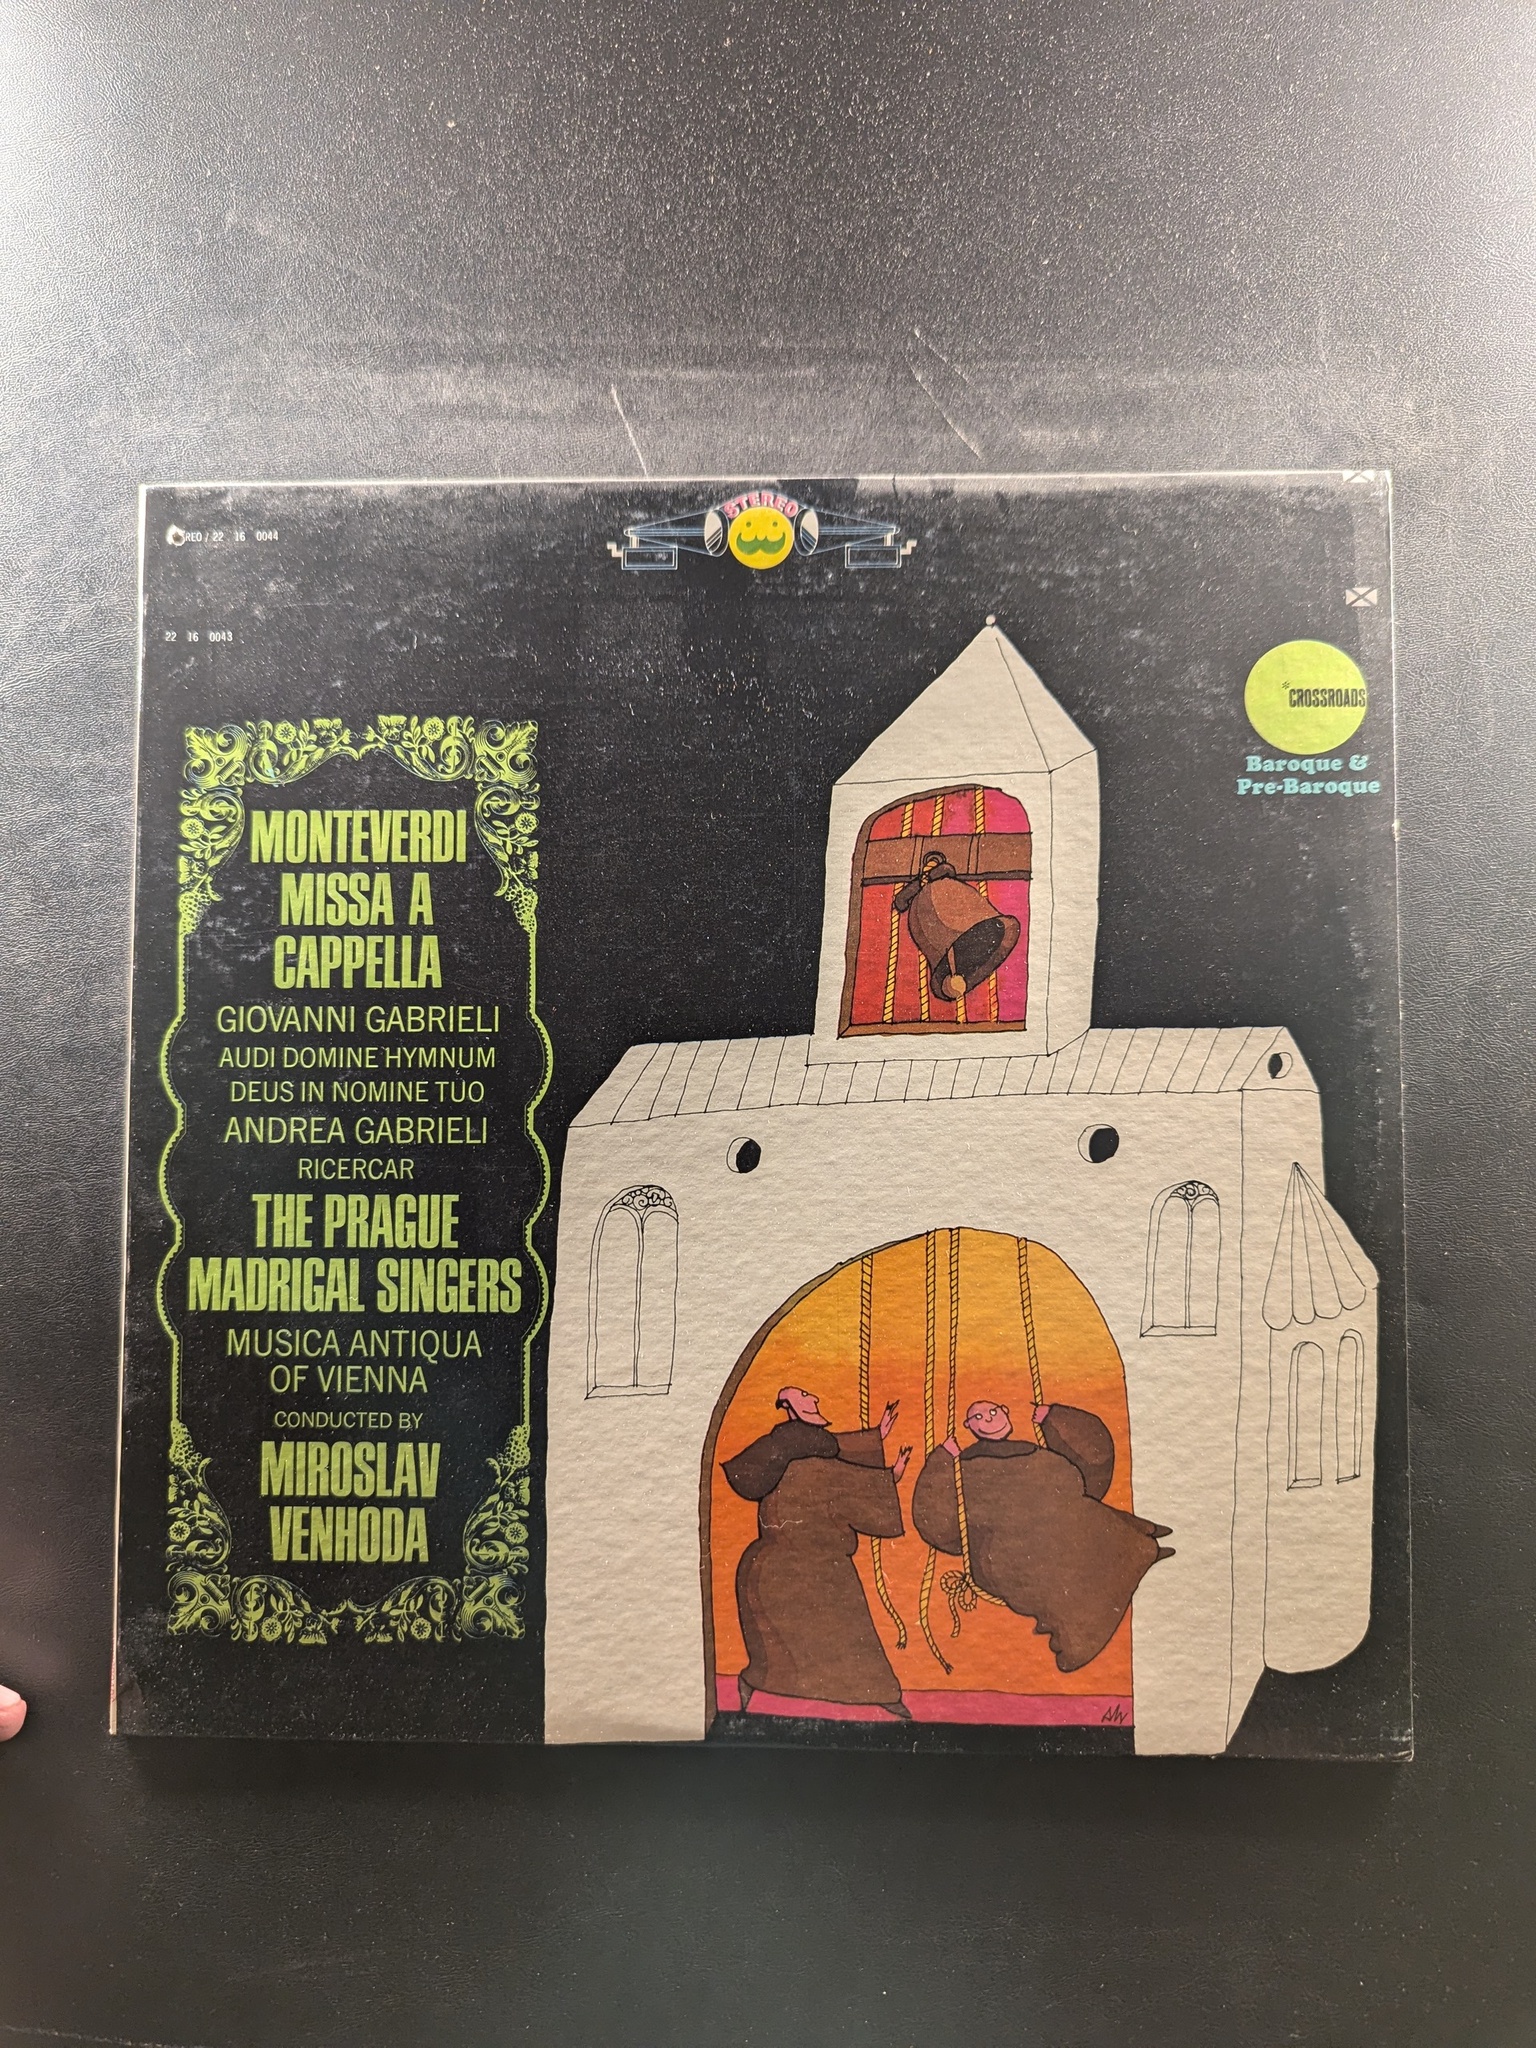 REO / 22 16 0044
STEREO
22 16 0043
*CROSSROADS
Baroque &
Pre-Baroque
MONTEVERDI
MISSA A
CAPPELLA
GIOVANNI GABRIELI
AUDI DOMINE HYMNUM
DEUS IN NOMINE TUO
ANDREA GABRIELI
RICERCAR
THE PRAGUE
MADRIGAL SINGERS
MUSICA ANTIQUA
OF VIENNA
CONDUCTED BY
MIROSLAV
VENHODA